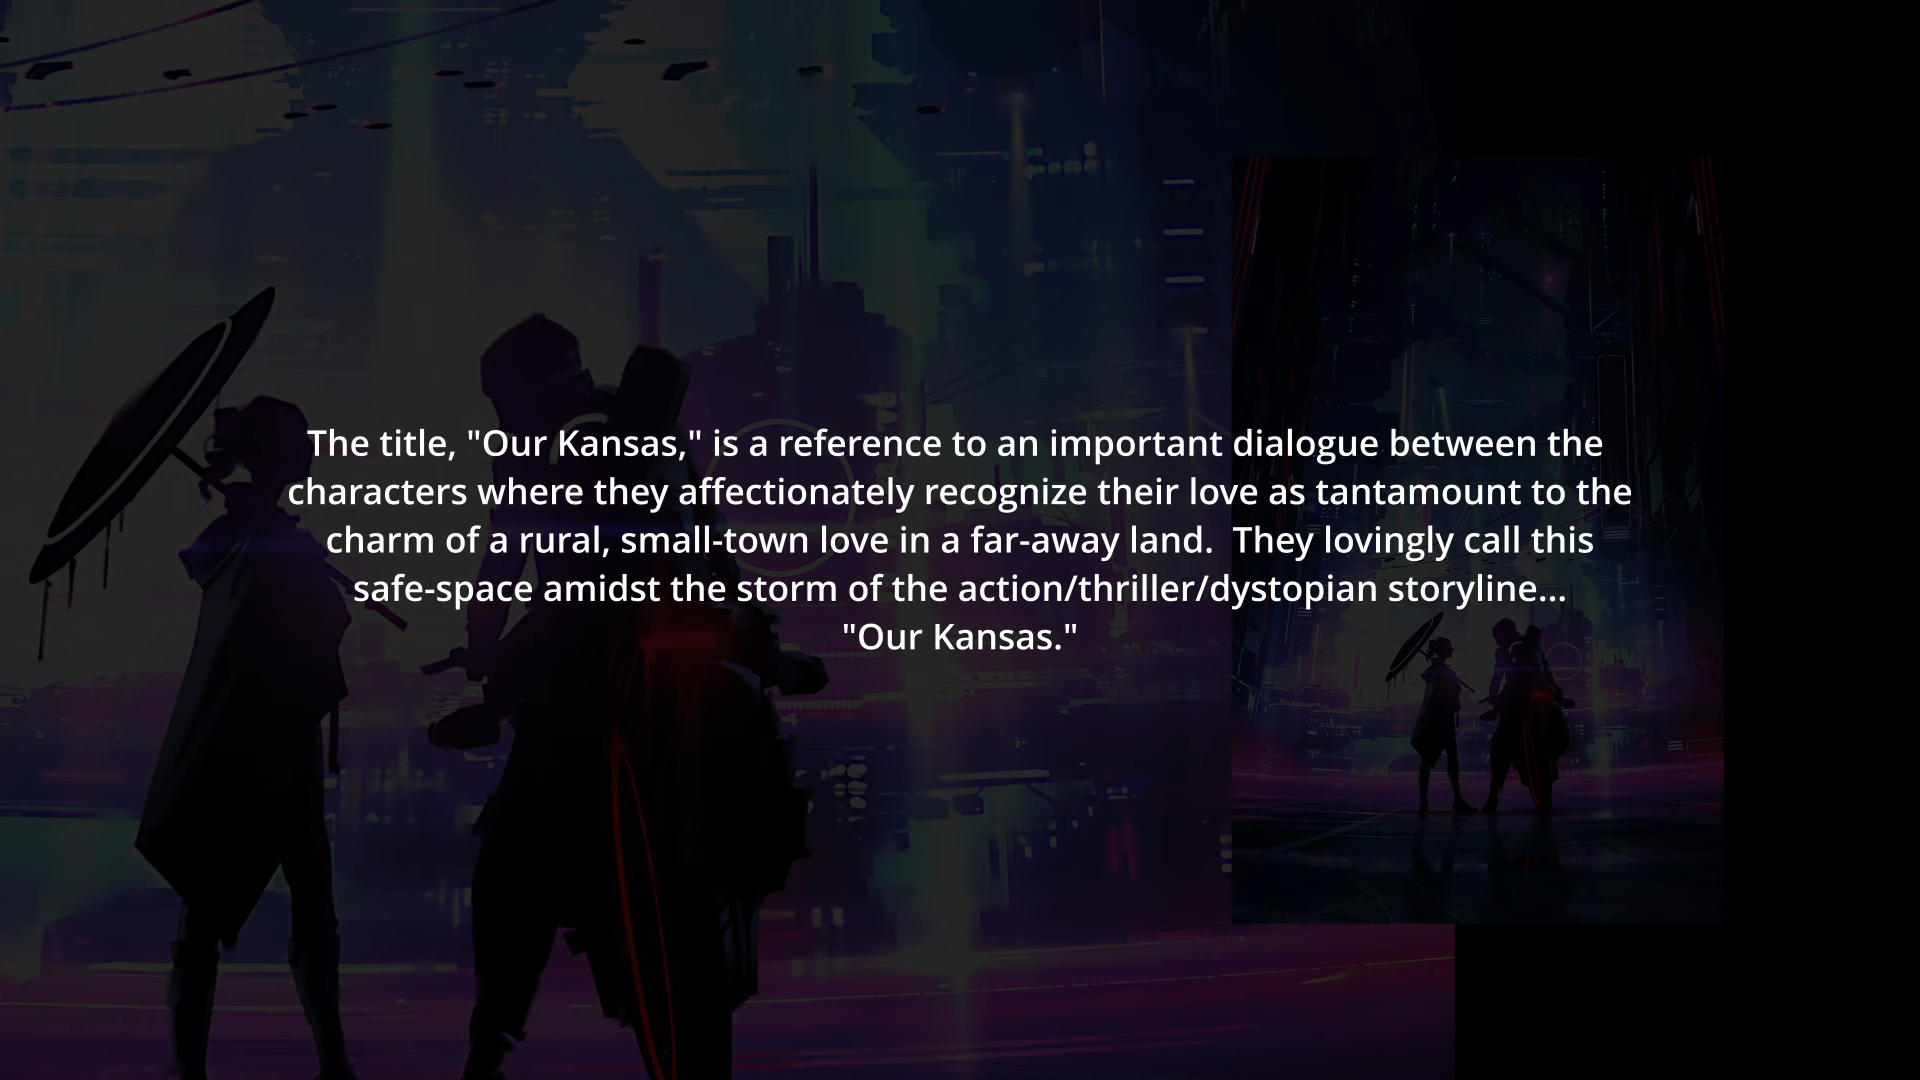 The title, "Our Kansas," is a reference to an important dialogue between the
characters where they affectionately recognize their love as tantamount to the
charm of a rural, small-town love in a far-away land.  They lovingly call this
safe-space amidst the storm of the action/thriller/dystopian storyline...
"Our Kansas."